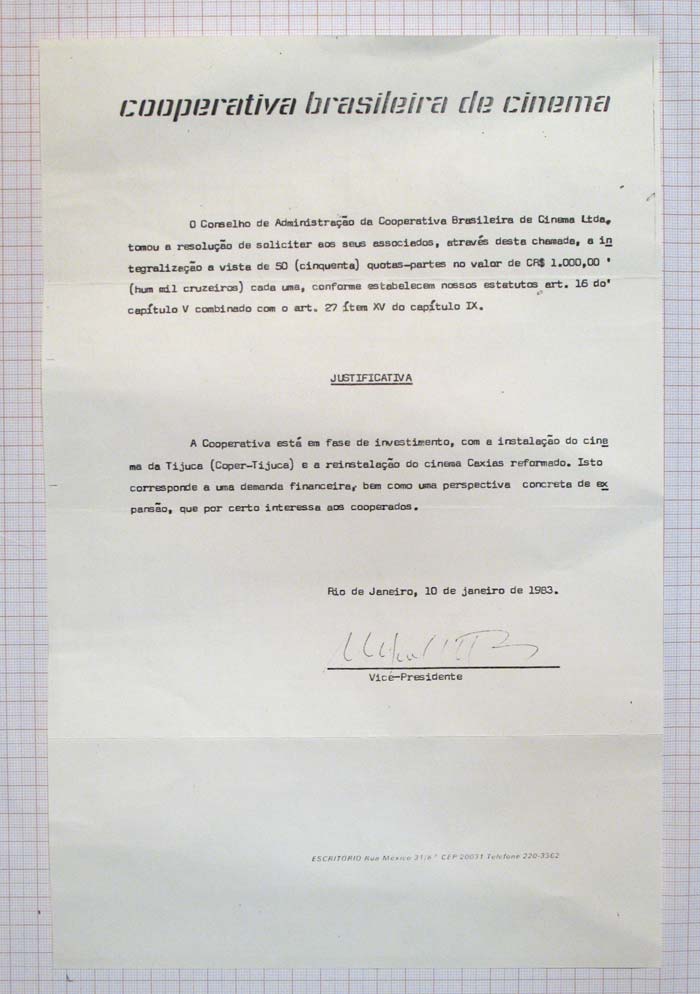 cooperativa brasileira de cinema
O Conselho de Administração da Cooperativa Brasileira de Cinema Ltda,
tomou a resolução de solicitar aos seus associados, através desta chamada, a in
tegralização a vista de 50 (cinquenta) quotas-partes no valor de CR$ 1.000,00 '
(hum mil cruzeiros) cada uma, conforme estabelecem nossos estatutos art. 16 do'
capítulo V combinado com o art. 27 ítem XV do capítulo IX.
JUSTIFICATIVA
A Cooperativa está em fase de investimento, com a instalação do cine
ma da Tijuca (Coper-Tijuca) e a reinstalação do cinema Caxias reformado. Isto
corresponde a uma demanda financeira, bem como uma perspectiva concreta de ex
pansão, que por certo interessa aos cooperados.
Rio de Janeiro, 10 de janeiro de 1983.
Vice-Presidente
ESCRITÓRIO Rua México 31/ CEP 20031 Telefone 220-3362